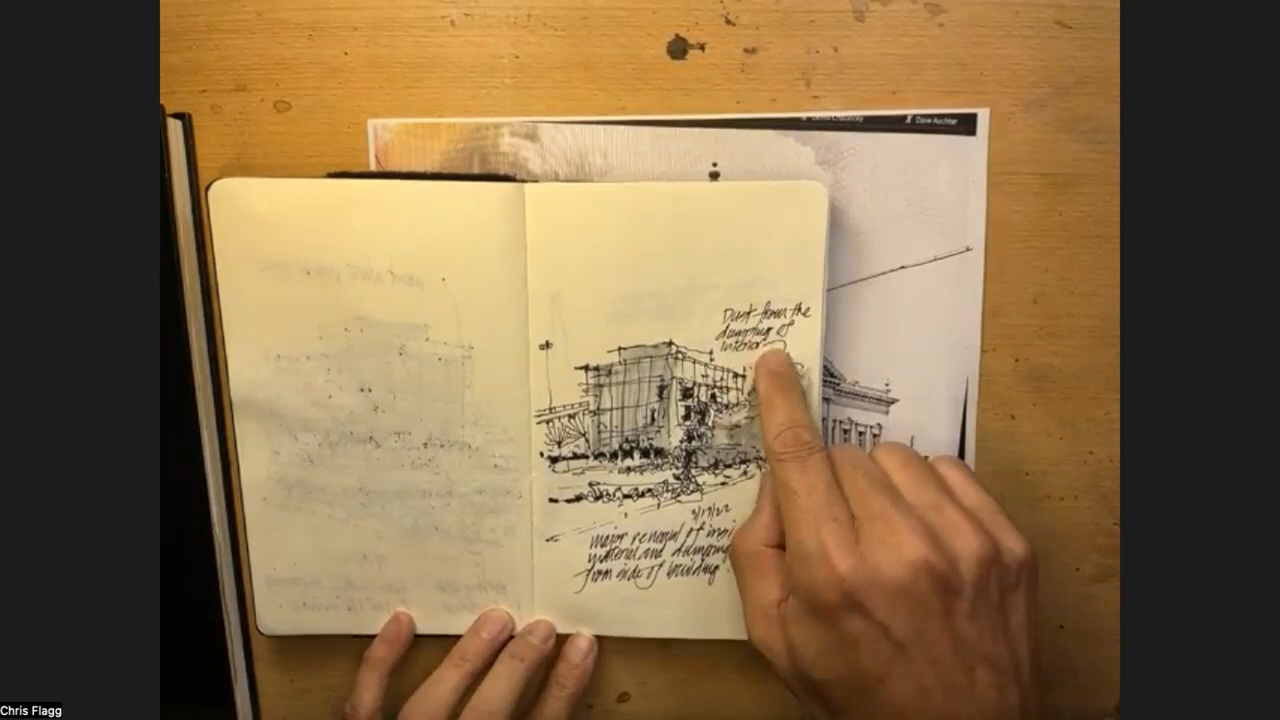 Dave Auchter
Dust from the
dumping of
interior
3/17/22
major removal of insi
material and dumping
from side of building
Chris Flagg